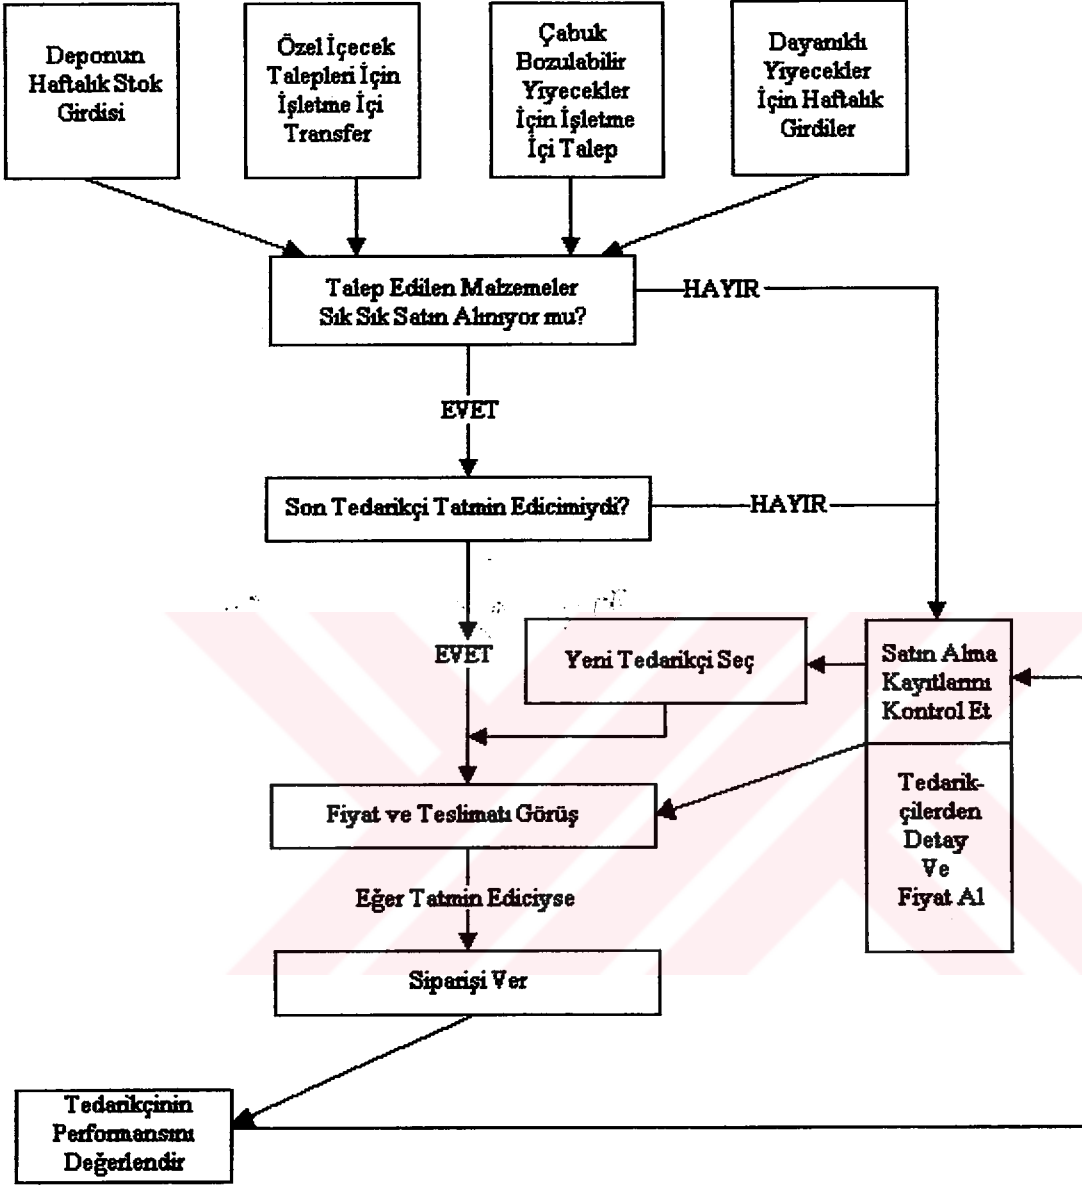 Deponun
Haftalık Stok
Girdisi
Özel İçecek
Talepleri İçin
İşletme İçi
Transfer
Çabuk
Bozulabilir
Yiyecekler
İçin İşletme
İçi Talep
Dayanıklı
Yiyecekler
İçin Haftalık
Girdiler
Talep Edilen Malzemeler
Sık Sık Satın Alınıyor mu?
HAYIR
EVET
Son Tedarikçi Tatmin Edicimiydi?
HAYIR
EVET
Yeni Tedarikçi Seç
Satın Alma
Kayıtlarını
Kontrol Et
Tedarik-
çilerden
Detay
Ve
Fiyat Al
Fiyat ve Teslimatı Görüş
Eğer Tatmin Ediciyse
Siparişi Ver
Tedarikçinin
Performansını
Değerlendir